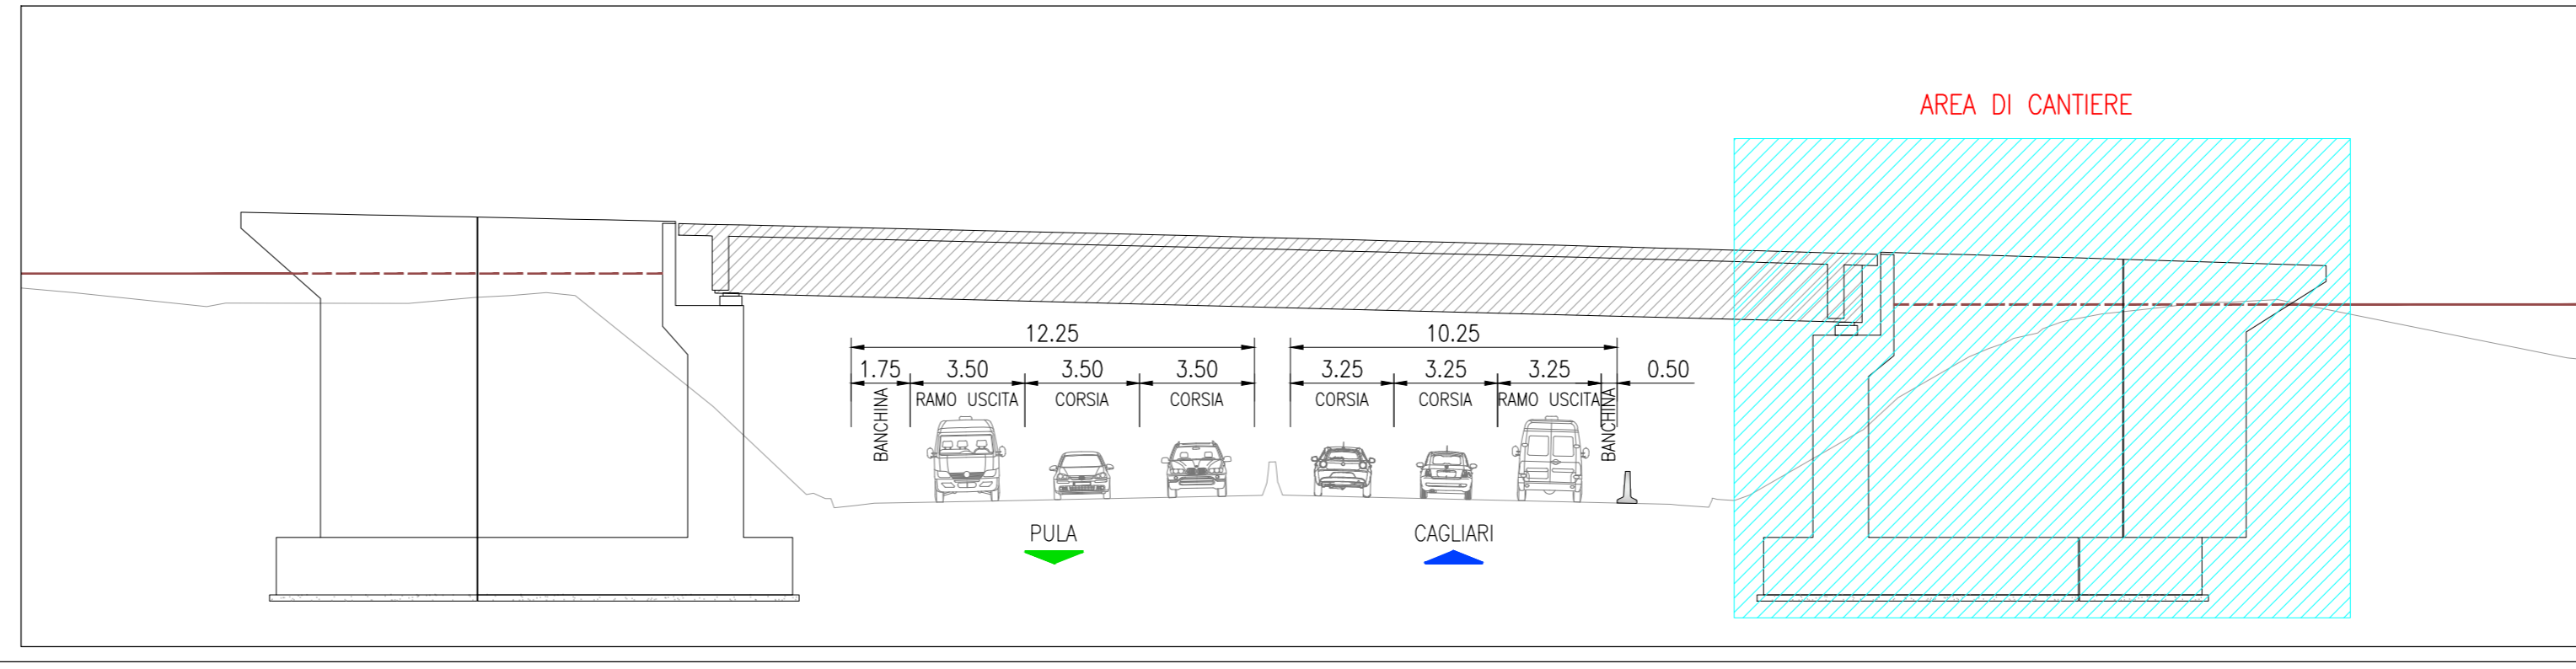 AREA DI CANTIERE
12.25
10.25
1.75 3.50 3.50 3.50
3.25 3.25 3.25 0.50
BANCHINA RAMO USCITA CORSIA CORSIA
CORSIA CORSIA RAMO USCITA BANCHINA
PULA
CAGLIARI